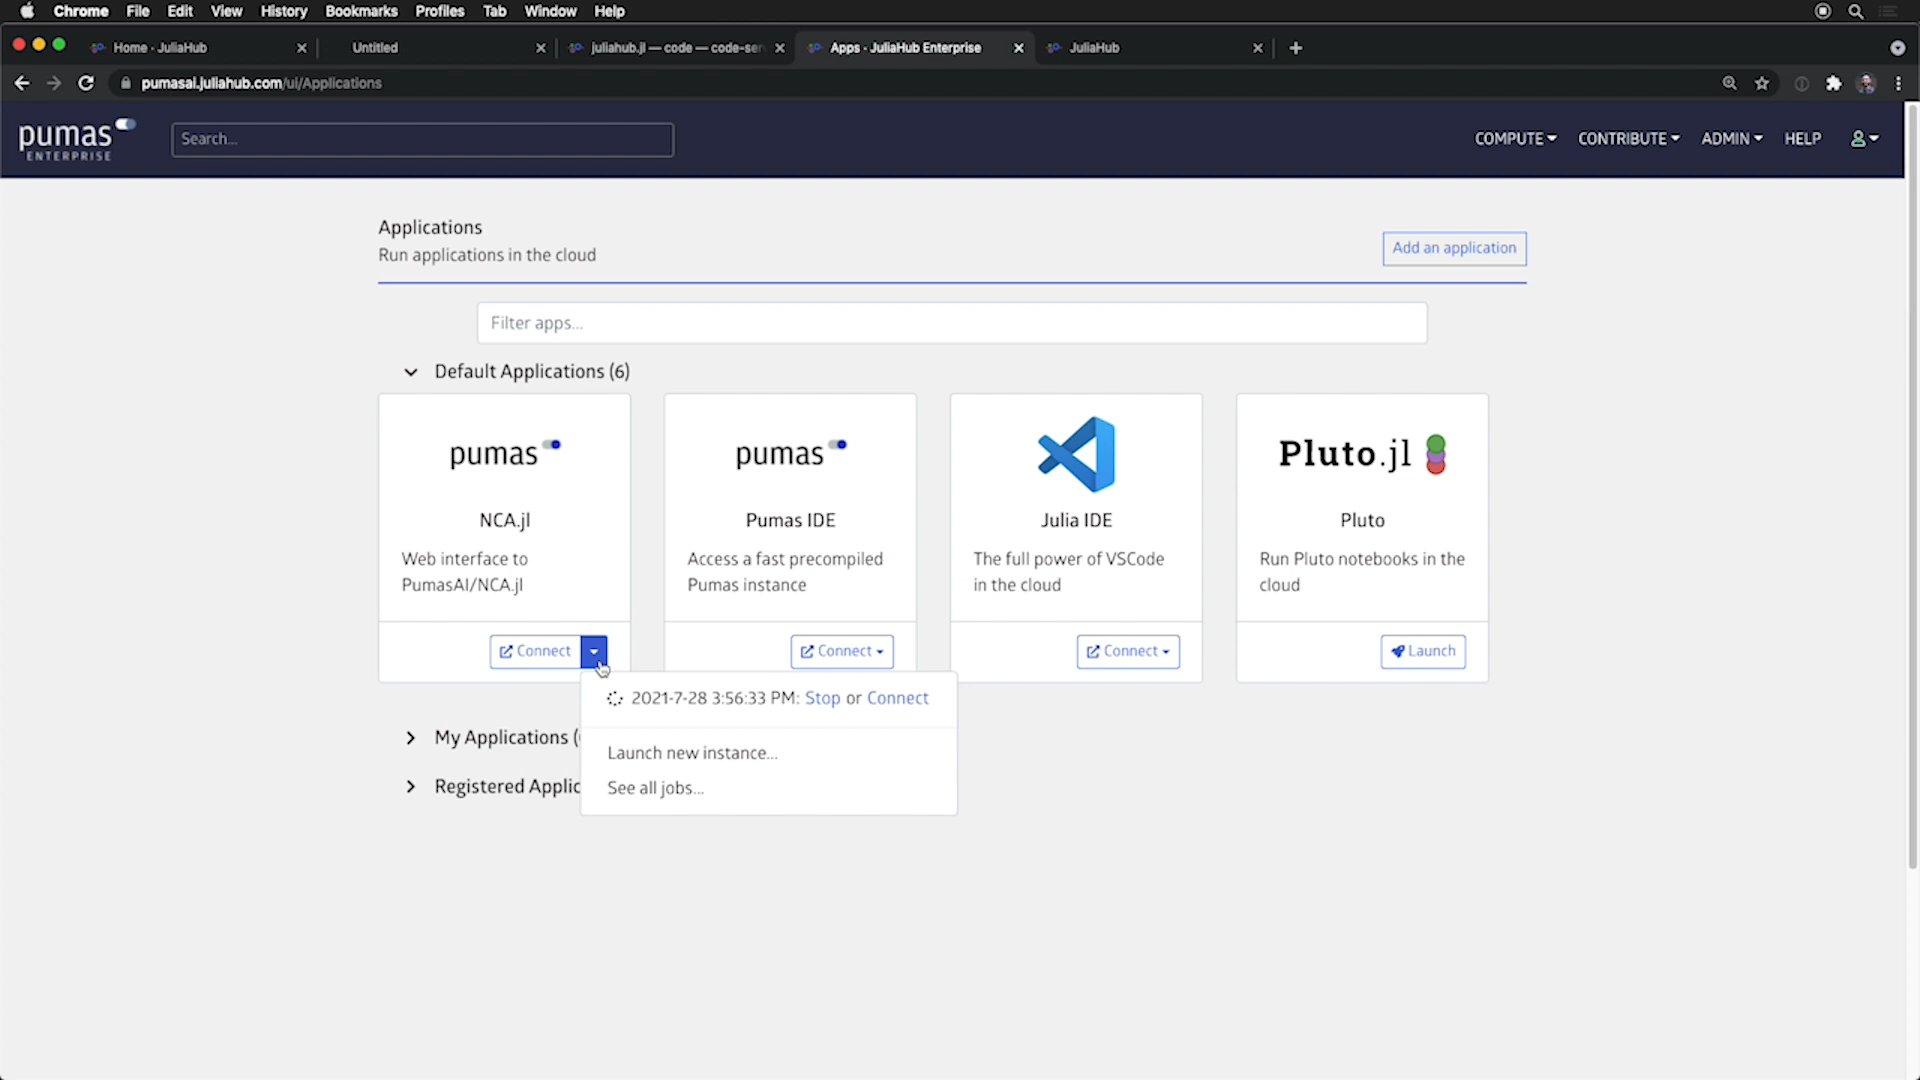 Chrome File Edit View History Bookmarks Profiles Tab Window Help
Home - JuliaHub
Untitled
juliahub.jl — code — code-ser
Apps - JuliaHub Enterprise
JuliaHub
pumasai.juliahub.com/ui/Applications
pumas
ENTERPRISE
Search...
COMPUTE
CONTRIBUTE
ADMIN
HELP
Applications
Run applications in the cloud
Add an application
Filter apps...
Default Applications (6)
pumas
NCA.jl
Web interface to
PumasAI/NCA.jl
Connect
pumas
Pumas IDE
Access a fast precompiled
Pumas instance
Connect
Julia IDE
The full power of VSCode
in the cloud
Connect
Pluto.jl
Pluto
Run Pluto notebooks in the
cloud
Launch
2021-7-28 3:56:33 PM: Stop or Connect
Launch new instance...
See all jobs...
My Applications (
Registered Applic